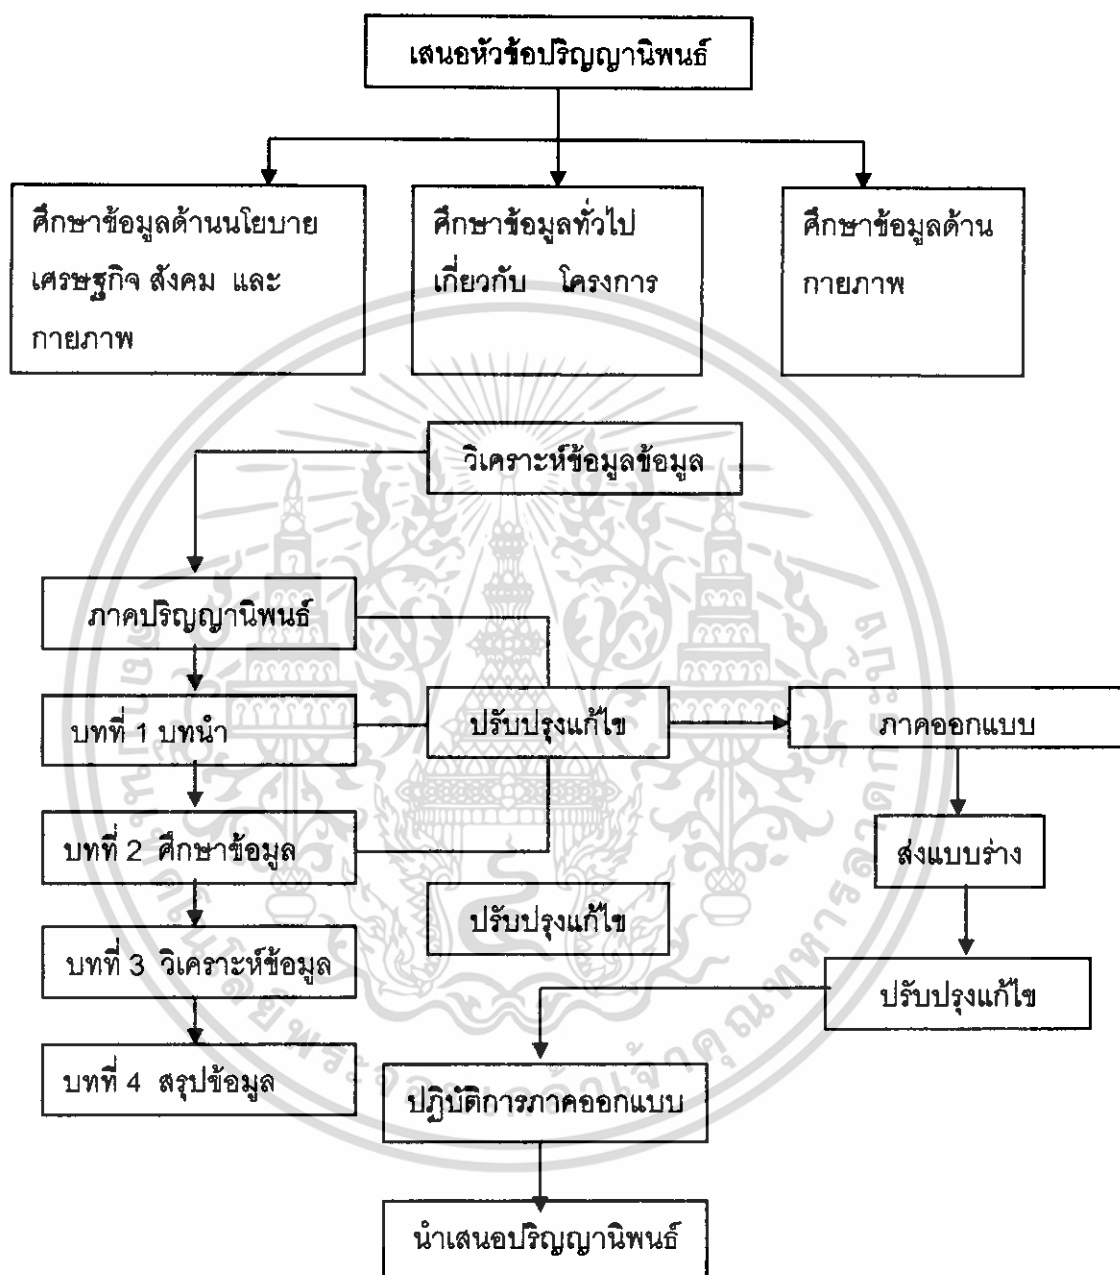 เสนอหัวข้อปริญญานิพนธ์
ศึกษาข้อมูลด้านนโยบาย
เศรษฐกิจ สังคม และ
กายภาพ
ศึกษาข้อมูลทั่วไป
เกี่ยวกับ โครงการ
ศึกษาข้อมูลด้าน
กายภาพ
วิเคราะห์ข้อมูลข้อมูล
ภาคปริญญานิพนธ์
บทที่ 1 บทนำ
ปรับปรุงแก้ไข
ภาคออกแบบ
บทที่ 2 ศึกษาข้อมูล
ส่งแบบร่าง
ปรับปรุงแก้ไข
บทที่ 3 วิเคราะห์ข้อมูล
ปรับปรุงแก้ไข
บทที่ 4 สรุปข้อมูล
ปฏิบัติการภาคออกแบบ
นำเสนอปริญญานิพนธ์